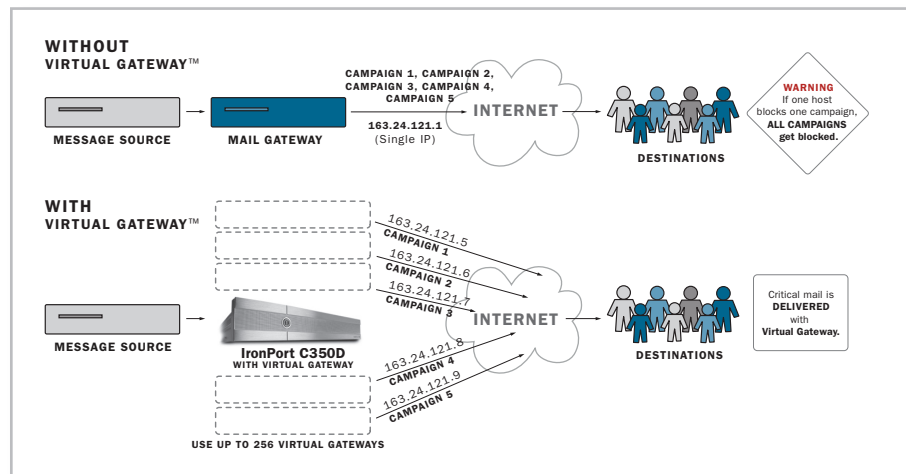 WITHOUT
VIRTUAL GATEWAY™
MESSAGE SOURCE
MAIL GATEWAY
CAMPAIGN 1, CAMPAIGN 2,
CAMPAIGN 3, CAMPAIGN 4,
CAMPAIGN 5
163.24.121.1
(Single IP)
INTERNET
DESTINATIONS
WARNING
If one host
blocks one campaign,
ALL CAMPAIGNS
get blocked.
WITH
VIRTUAL GATEWAY™
MESSAGE SOURCE
IronPort C350D
WITH VIRTUAL GATEWAY
USE UP TO 256 VIRTUAL GATEWAYS
163.24.121.5
CAMPAIGN 1
163.24.121.6
CAMPAIGN 2
163.24.121.7
CAMPAIGN 3
163.24.121.8
CAMPAIGN 4
163.24.121.9
CAMPAIGN 5
INTERNET
DESTINATIONS
Critical mail is
DELIVERED
with
Virtual Gateway.